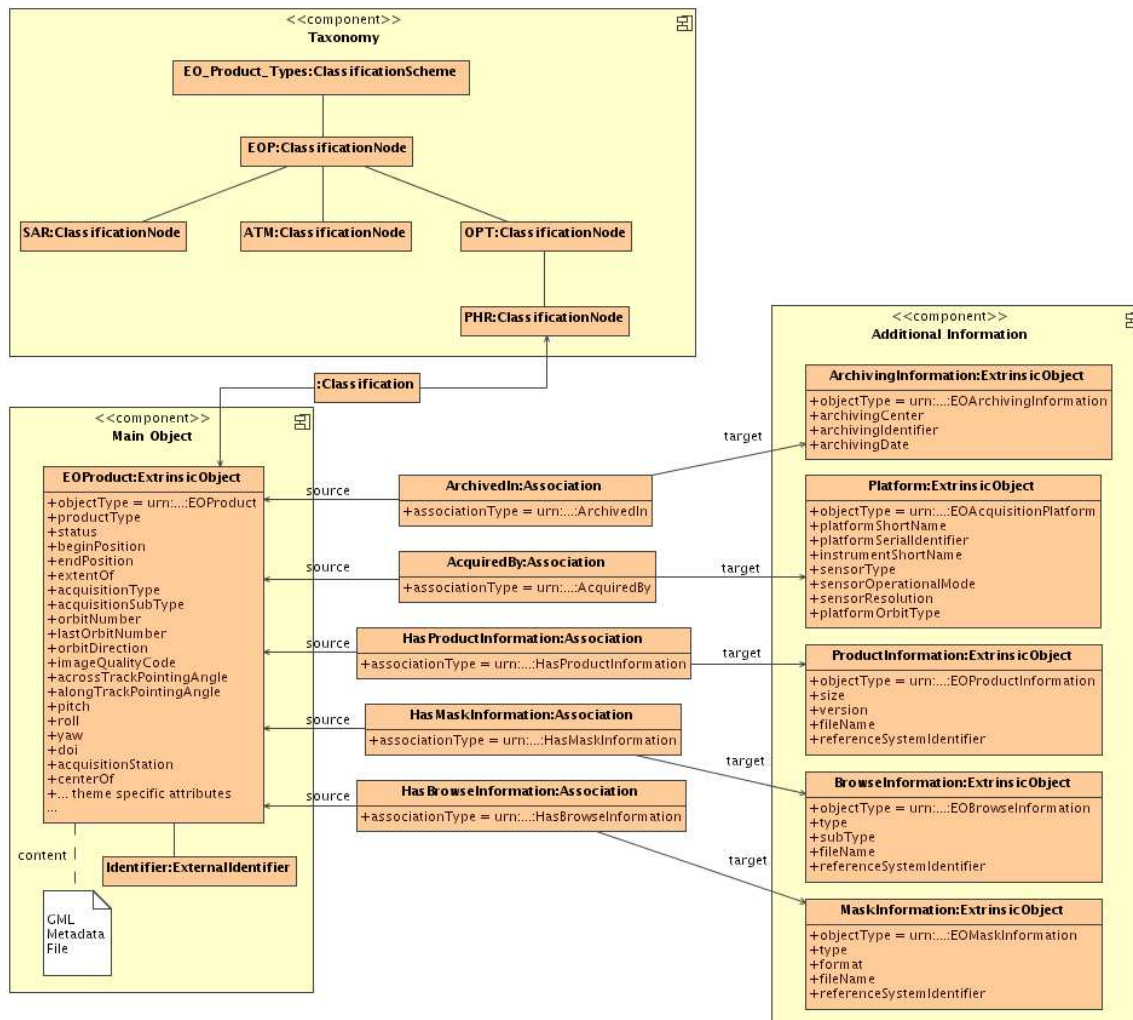 <<component>>
Taxonomy
EO_Product_Types:ClassificationScheme
EOP:ClassificationNode
SAR:ClassificationNode
ATM:ClassificationNode
OPT:ClassificationNode
PHR:ClassificationNode
:Classification
<<component>>
Main Object
EOProduct:ExtrinsicObject
+objectType = urn:...:EOProduct
+productType
+status
+beginPosition
+endPosition
+extentOf
+acquisitionType
+acquisitionSubType
+orbitNumber
+lastOrbitNumber
+orbitDirection
+imageQualityCode
+acrossTrackPointingAngle
+alongTrackPointingAngle
+pitch
+roll
+yaw
+doi
+acquisitionStation
+centerOf
+... theme specific attributes
...
content
Identifier:ExternalIdentifier
GML
Metadata
File
source
ArchivedIn:Association
+associationType = urn:...:ArchivedIn
target
source
AcquiredBy:Association
+associationType = urn:...:AcquiredBy
target
source
HasProductInformation:Association
+associationType = urn:...:HasProductInformation
target
source
HasMaskInformation:Association
+associationType = urn:...:HasMaskInformation
target
source
HasBrowseInformation:Association
+associationType = urn:...:HasBrowseInformation
target
<<component>>
Additional Information
ArchivingInformation:ExtrinsicObject
+objectType = urn:...:EOArchivingInformation
+archivingCenter
+archivingIdentifier
+archivingDate
Platform:ExtrinsicObject
+objectType = urn:...:EOAcquisitionPlatform
+platformShortName
+platformSerialIdentifier
+instrumentShortName
+sensorType
+sensorOperationalMode
+sensorResolution
+platformOrbitType
ProductInformation:ExtrinsicObject
+objectType = urn:...:EOProductInformation
+size
+version
+fileName
+referenceSystemIdentifier
BrowseInformation:ExtrinsicObject
+objectType = urn:...:EOBrowseInformation
+type
+subType
+fileName
+referenceSystemIdentifier
MaskInformation:ExtrinsicObject
+objectType = urn:...:EOMaskInformation
+type
+format
+fileName
+referenceSystemIdentifier